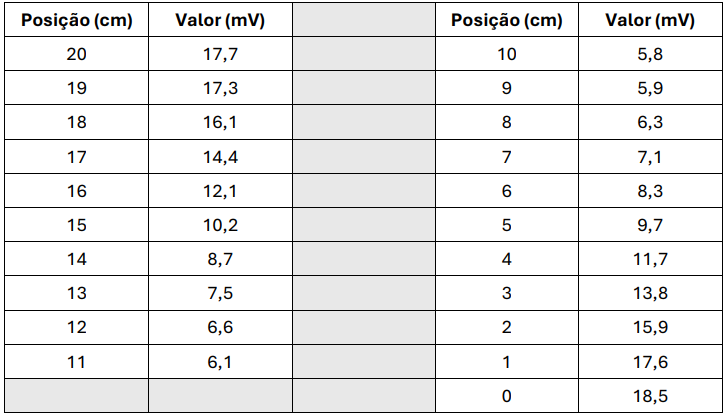 Posição (cm) Valor (mV) Posição (cm) Valor (mV)
20 17,7 10 5,8
19 17,3 9 5,9
18 16,1 8 6,3
17 14,4 7 7,1
16 12,1 6 8,3
15 10,2 5 9,7
14 8,7 4 11,7
13 7,5 3 13,8
12 6,6 2 15,9
11 6,1 1 17,6
0 18,5